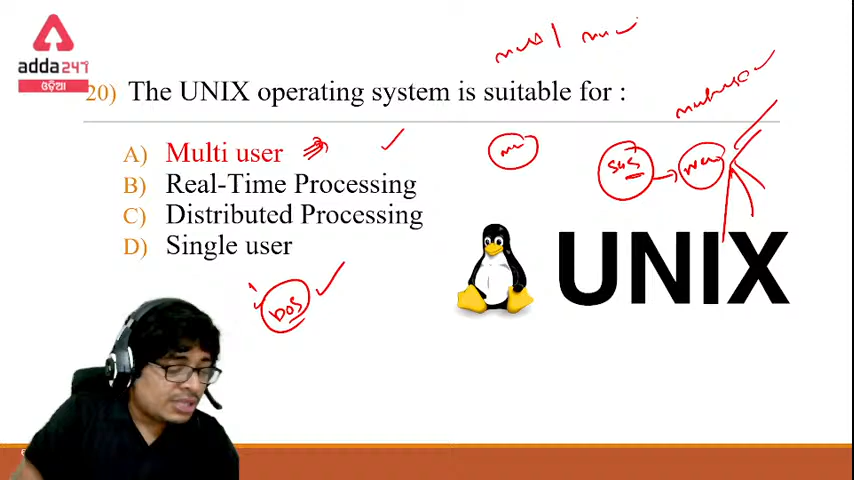 adda247
ଓଡ଼ିଆ
20) The UNIX operating system is suitable for :
A) Multi user
B) Real-Time Processing
C) Distributed Processing
D) Single user
UNIX
DOS